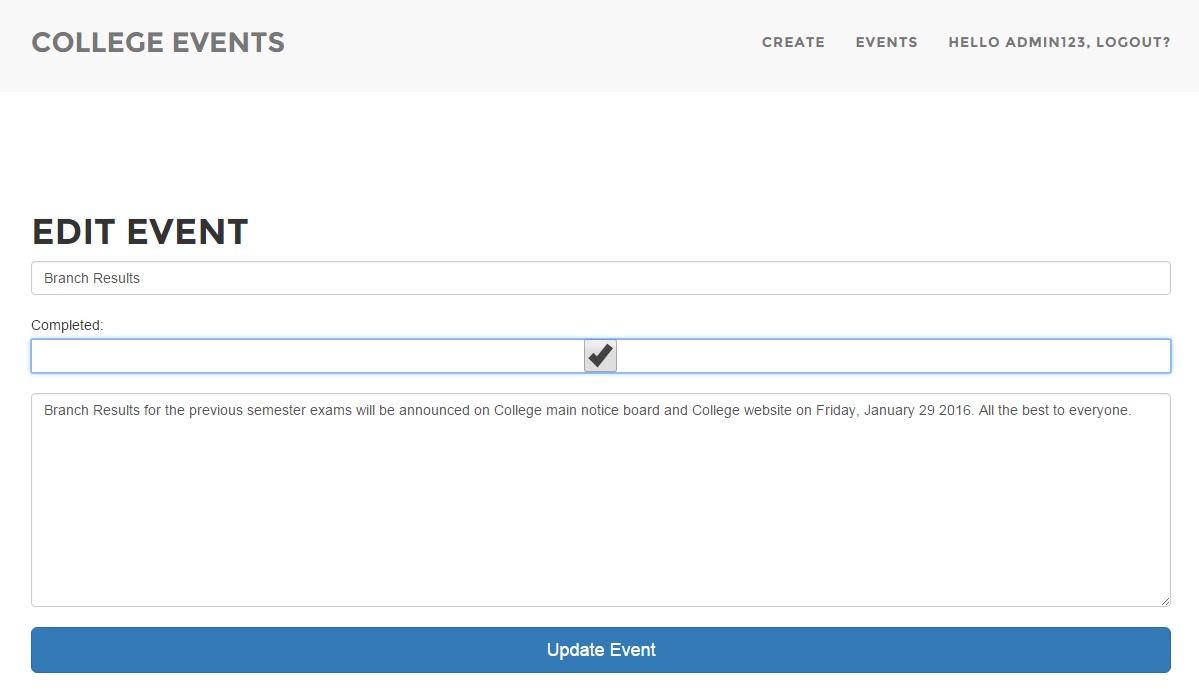 COLLEGE EVENTS
CREATE EVENTS HELLO ADMIN123, LOGOUT?
EDIT EVENT
Branch Results
Completed:
Branch Results for the previous semester exams will be announced on College main notice board and College website on Friday, January 29 2016. All the best to everyone.
Update Event